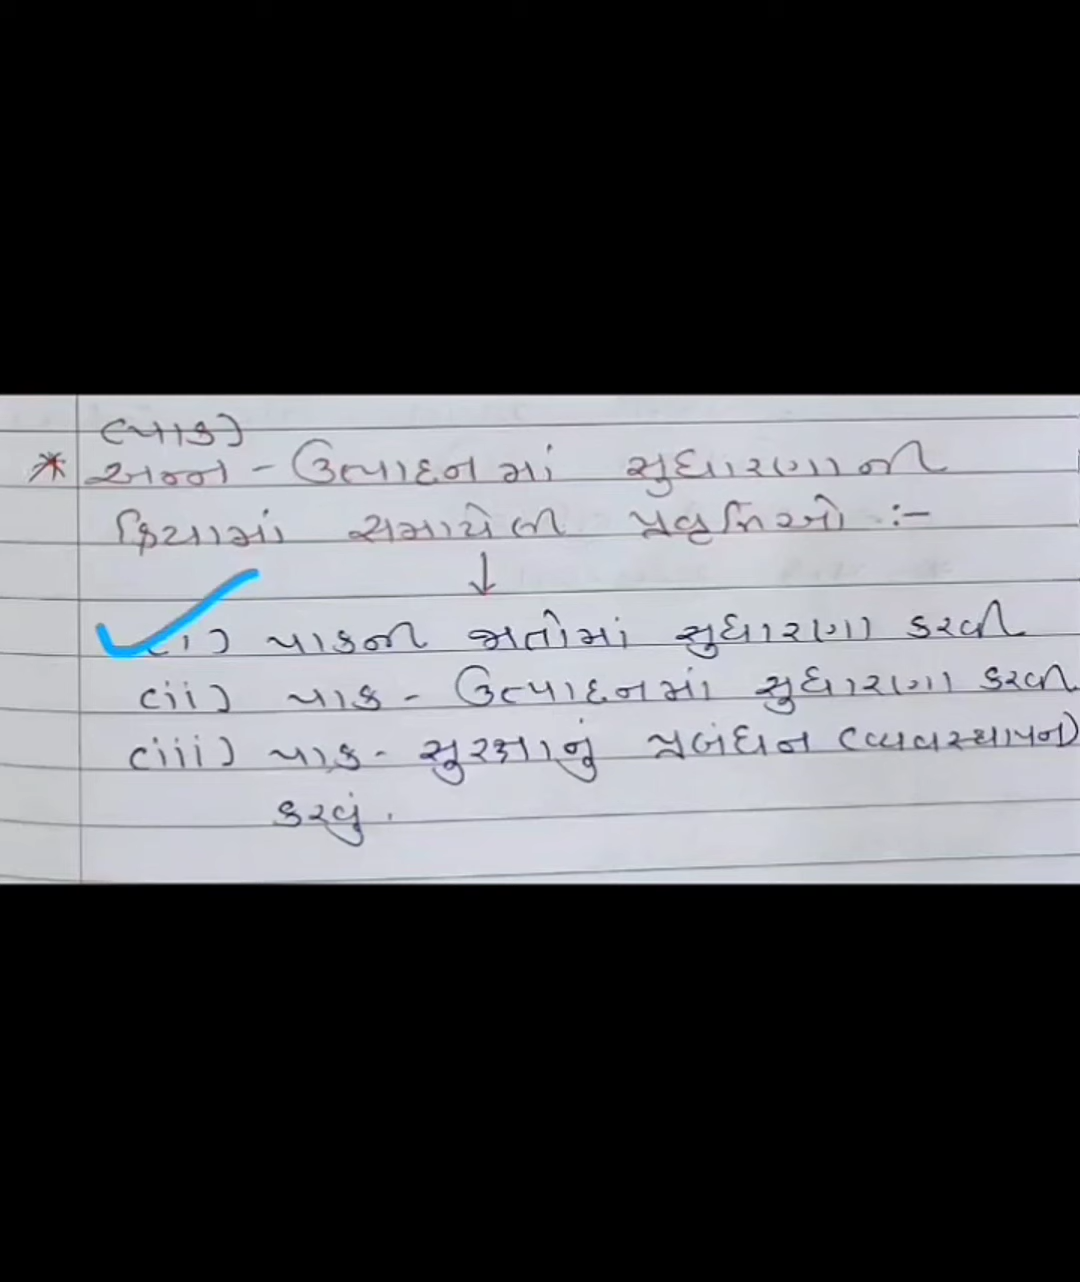 (પાક)
* અન્ન - ઉત્પાદનમાં સુધારણાની
ક્રિયામાં સમાયેલી પ્રવૃત્તિઓ :-
↓
(i) પાકની જાતોમાં સુધારણા કરવી
(ii) પાક - ઉત્પાદનમાં સુધારણા કરવી
(iii) પાક - સુરક્ષાનું પ્રબંધન (વ્યવસ્થાપન)
કરવું.